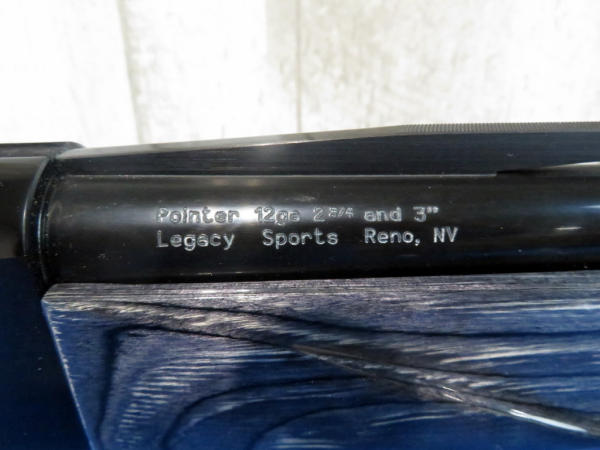 Pointer 12ga 2 3/4 and 3"
Legacy Sports Reno, NV